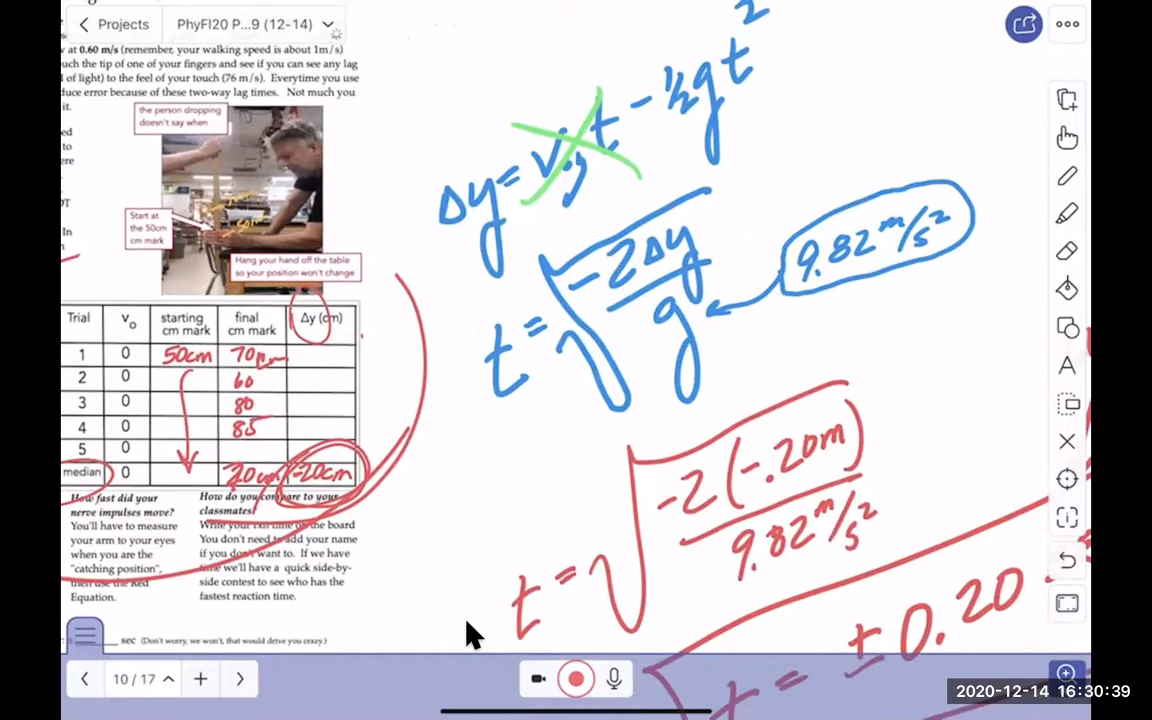 Projects
PhyFl20 P...9 (12-14)
at 0.60 m/s (remember, your walking speed is about 1m/s)
uch the tip of one of your fingers and see if you can see any lag
of light) to the feel of your touch (76 m/s). Everytime you use
duce error because of these two-way lag times. Not much you
it.
the person dropping
doesn't say when
Start at
the 50cm
cm mark
Hang your hand off the table
so your position won't change
Trial v₀ starting cm mark final cm mark Δy (cm)
1 0 50cm 70cm
2 0 60
3 0 80
4 0 85
5 0
median 0 70cm -20cm
How fast did your
nerve impulses move?
You'll have to measure
your arm to your eyes
when you are the
"catching position",
then use the Red
Equation.
How do you compare to your
classmates?
Write your rxn time on the board
You don't need to add your name
if you don't want to. If we have
time we'll have a quick side-by-
side contest to see who has the
fastest reaction time.
sec (Don't worry, we won't, that would drive you crazy.)
Δy = v_iy t - ½gt²
t = √(-2Δy/g)
9.82 m/s²
t = √(-2(-.20m)/9.82 m/s²)
t = ±0.20
10 / 17
2020-12-14 16:30:39